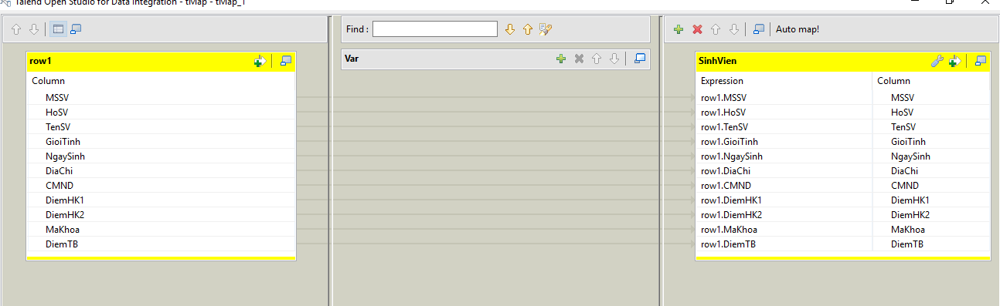 Talend Open Studio for Data Integration - tMap - tMap_1
Find :
Auto map!
row1
Var
SinhVien
Column
Expression Column
MSSV row1.MSSV MSSV
HoSV row1.HoSV HoSV
TenSV row1.TenSV TenSV
GioiTinh row1.GioiTinh GioiTinh
NgaySinh row1.NgaySinh NgaySinh
DiaChi row1.DiaChi DiaChi
CMND row1.CMND CMND
DiemHK1 row1.DiemHK1 DiemHK1
DiemHK2 row1.DiemHK2 DiemHK2
MaKhoa row1.MaKhoa MaKhoa
DiemTB row1.DiemTB DiemTB